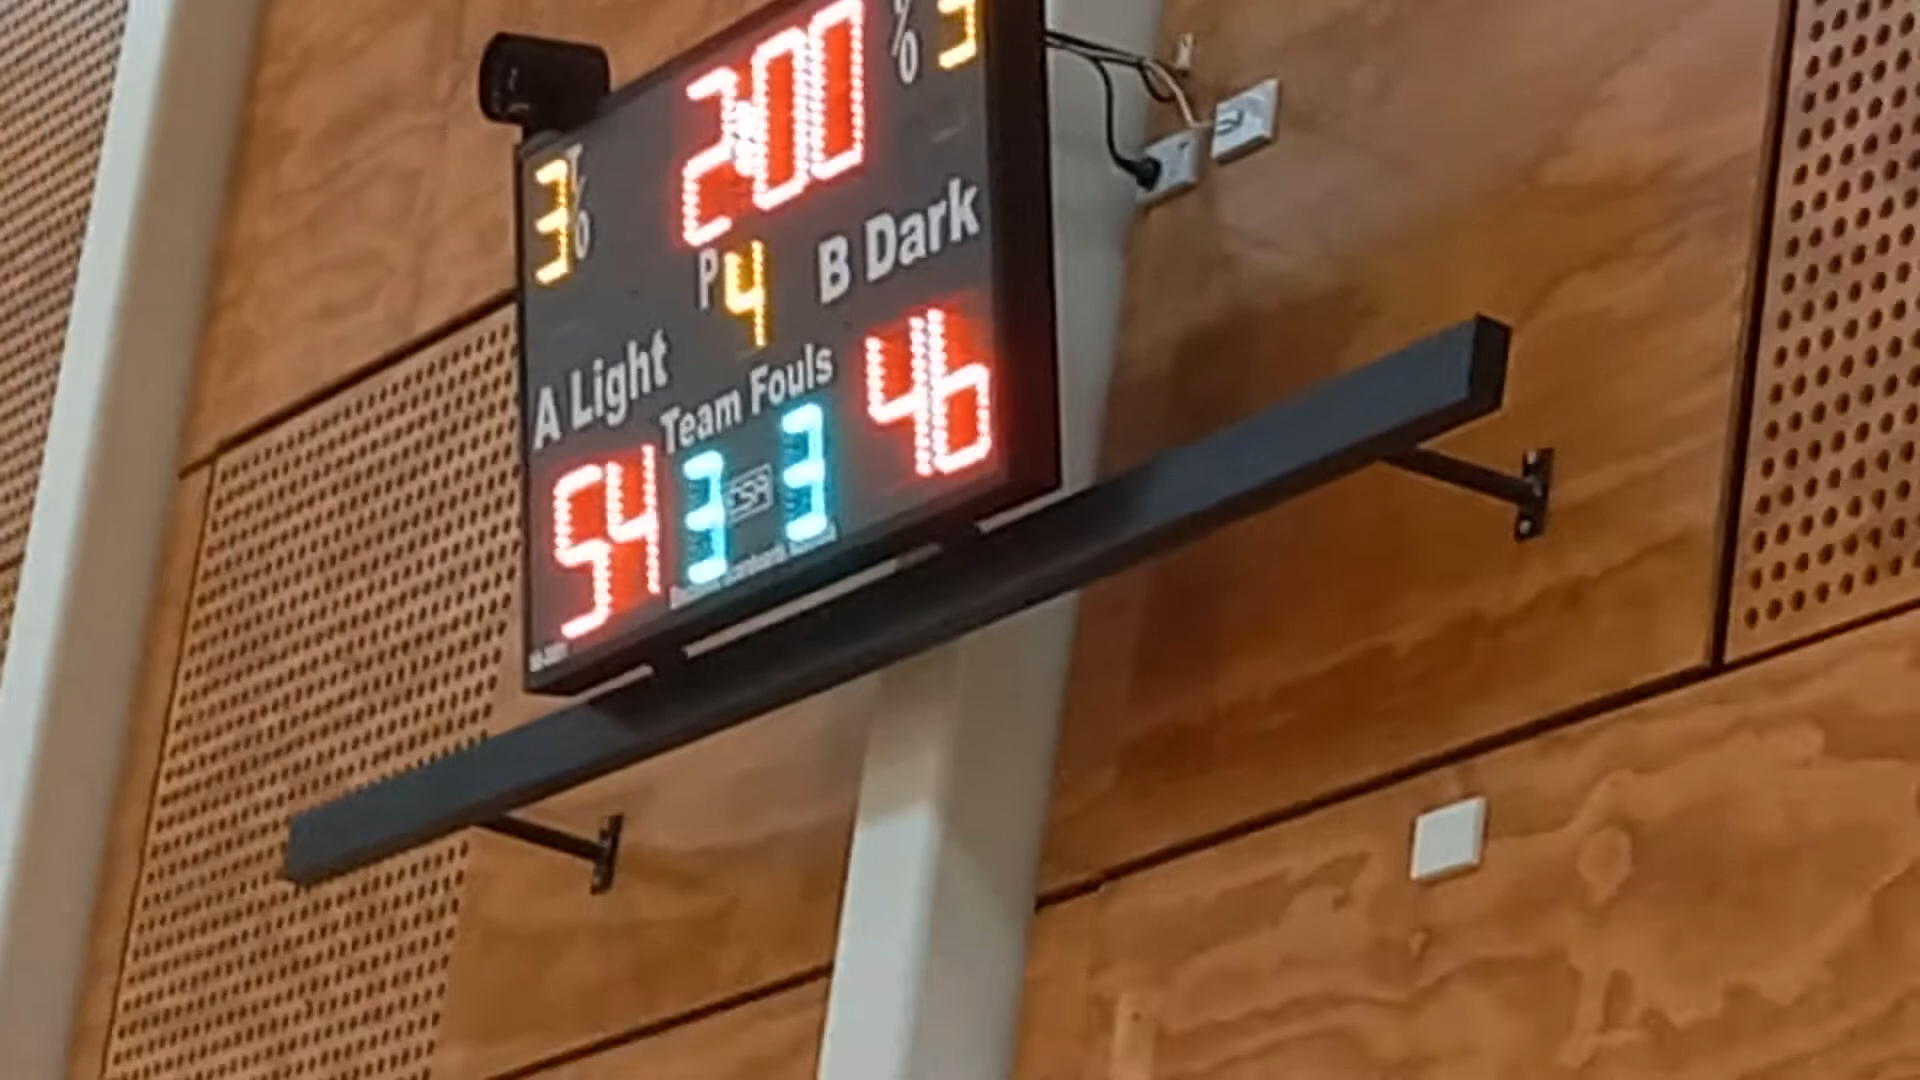 2:00
T/O 3
3 T/O
P 4
B Dark
A Light
Team Fouls
46
54 3 3